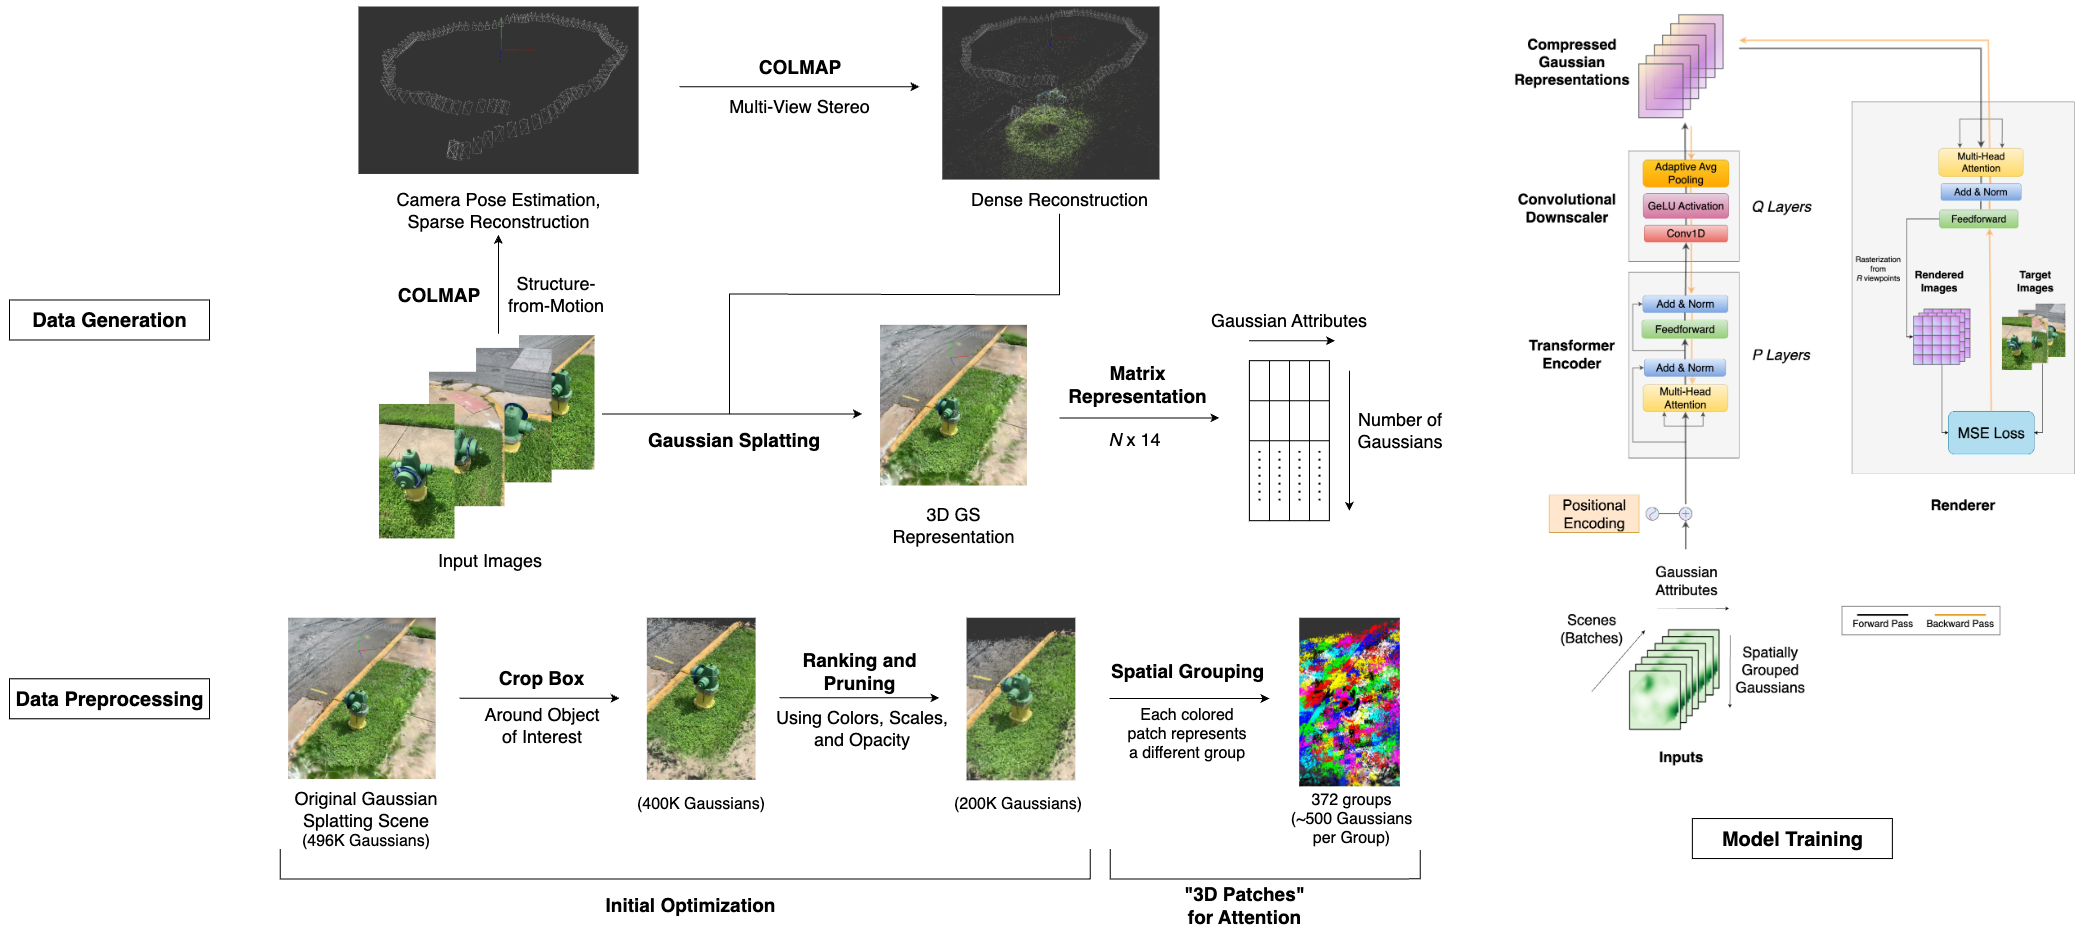 Data Generation
COLMAP
Multi-View Stereo
Camera Pose Estimation,
Sparse Reconstruction
Dense Reconstruction
COLMAP
Structure-
from-Motion
Input Images
Gaussian Splatting
3D GS
Representation
Matrix
Representation
N x 14
Gaussian Attributes
Number of
Gaussians
Data Preprocessing
Original Gaussian
Splatting Scene
(496K Gaussians)
Crop Box
Around Object
of Interest
(400K Gaussians)
Ranking and
Pruning
Using Colors, Scales,
and Opacity
(200K Gaussians)
Spatial Grouping
Each colored
patch represents
a different group
372 groups
(~500 Gaussians
per Group)
Initial Optimization
"3D Patches"
for Attention
Compressed
Gaussian
Representations
Convolutional
Downscaler
Adaptive Avg
Pooling
GeLU Activation
Conv1D
Q Layers
Transformer
Encoder
Add & Norm
Feedforward
Add & Norm
Multi-Head
Attention
P Layers
Positional
Encoding
Gaussian
Attributes
Scenes
(Batches)
Spatially
Grouped
Gaussians
Inputs
Multi-Head
Attention
Add & Norm
Feedforward
Rasterization
from
R viewpoints
Rendered
Images
Target
Images
MSE Loss
Renderer
Forward Pass
Backward Pass
Model Training